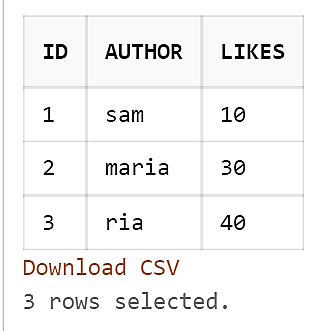 ID AUTHOR LIKES
1 sam 10
2 maria 30
3 ria 40
Download CSV
3 rows selected.